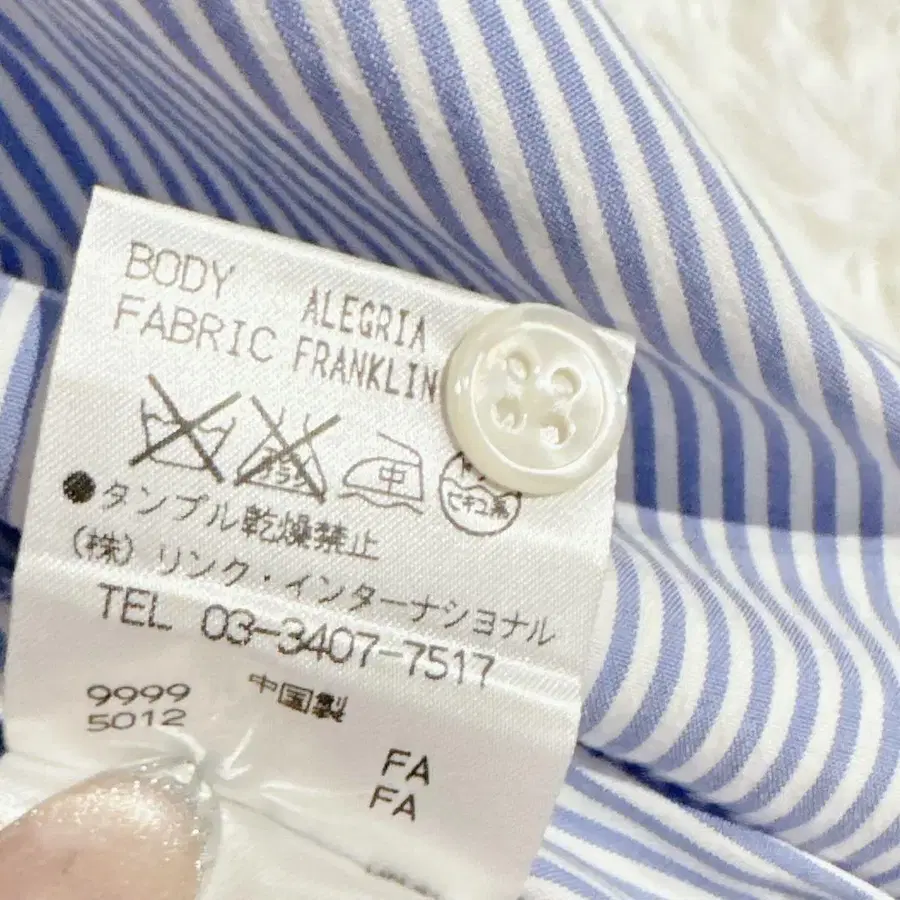 BODY ALEGRIA
FABRIC FRANKLIN
中
●タンブル乾燥禁止
(株) リンク・インターナショナル
TEL 03-3407-7517
9999 中国製
5012
FA
FA